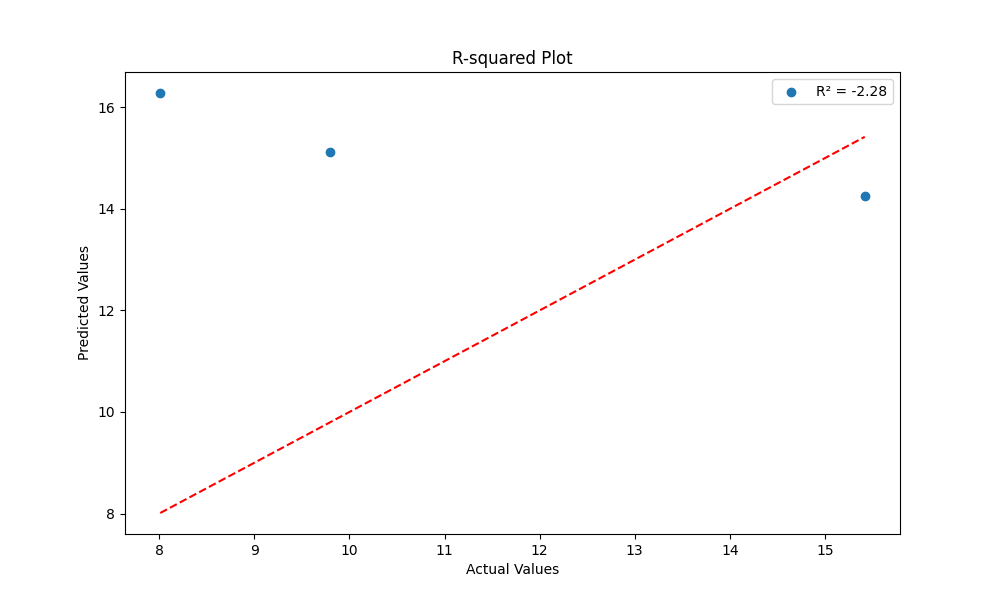 R-squared Plot
R² = -2.28
16
14
12
10
8
Predicted Values
8 9 10 11 12 13 14 15
Actual Values